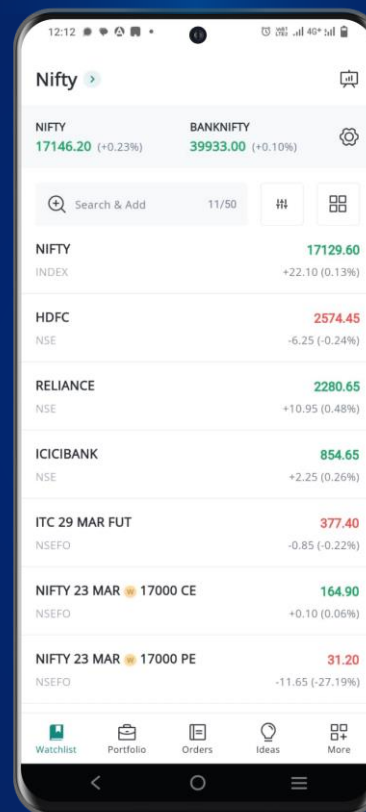 12:12 4G+
Nifty
NIFTY BANKNIFTY
17146.20 (+0.23%) 39933.00 (+0.10%)
Search & Add 11/50
NIFTY 17129.60
INDEX +22.10 (0.13%)
HDFC 2574.45
NSE -6.25 (-0.24%)
RELIANCE 2280.65
NSE +10.95 (0.48%)
ICICIBANK 854.65
NSE +2.25 (0.26%)
ITC 29 MAR FUT 377.40
NSEFO -0.85 (-0.22%)
NIFTY 23 MAR W 17000 CE 164.90
NSEFO +0.10 (0.06%)
NIFTY 23 MAR W 17000 PE 31.20
NSEFO -11.65 (-27.19%)
Watchlist Portfolio Orders Ideas More